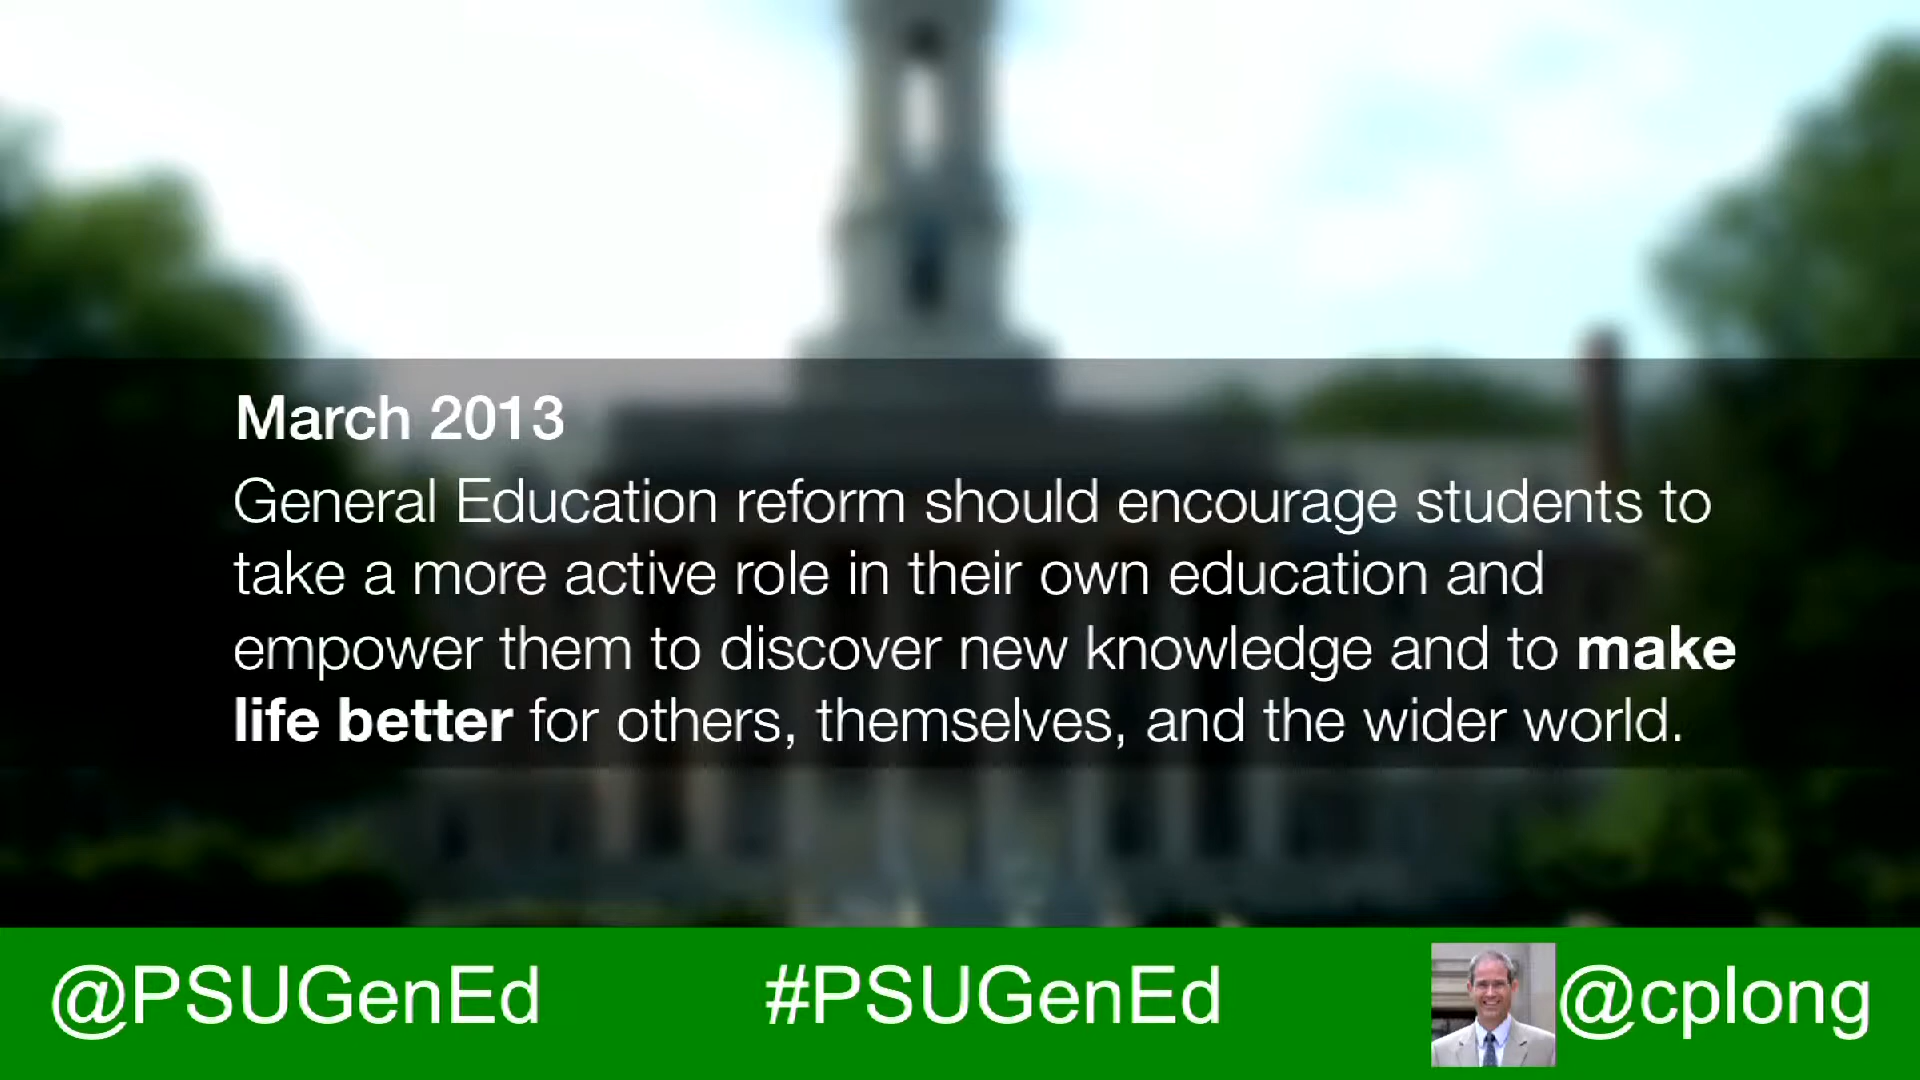 March 2013
General Education reform should encourage students to
take a more active role in their own education and
empower them to discover new knowledge and to make
life better for others, themselves, and the wider world.
@PSUGenEd #PSUGenEd @cplong